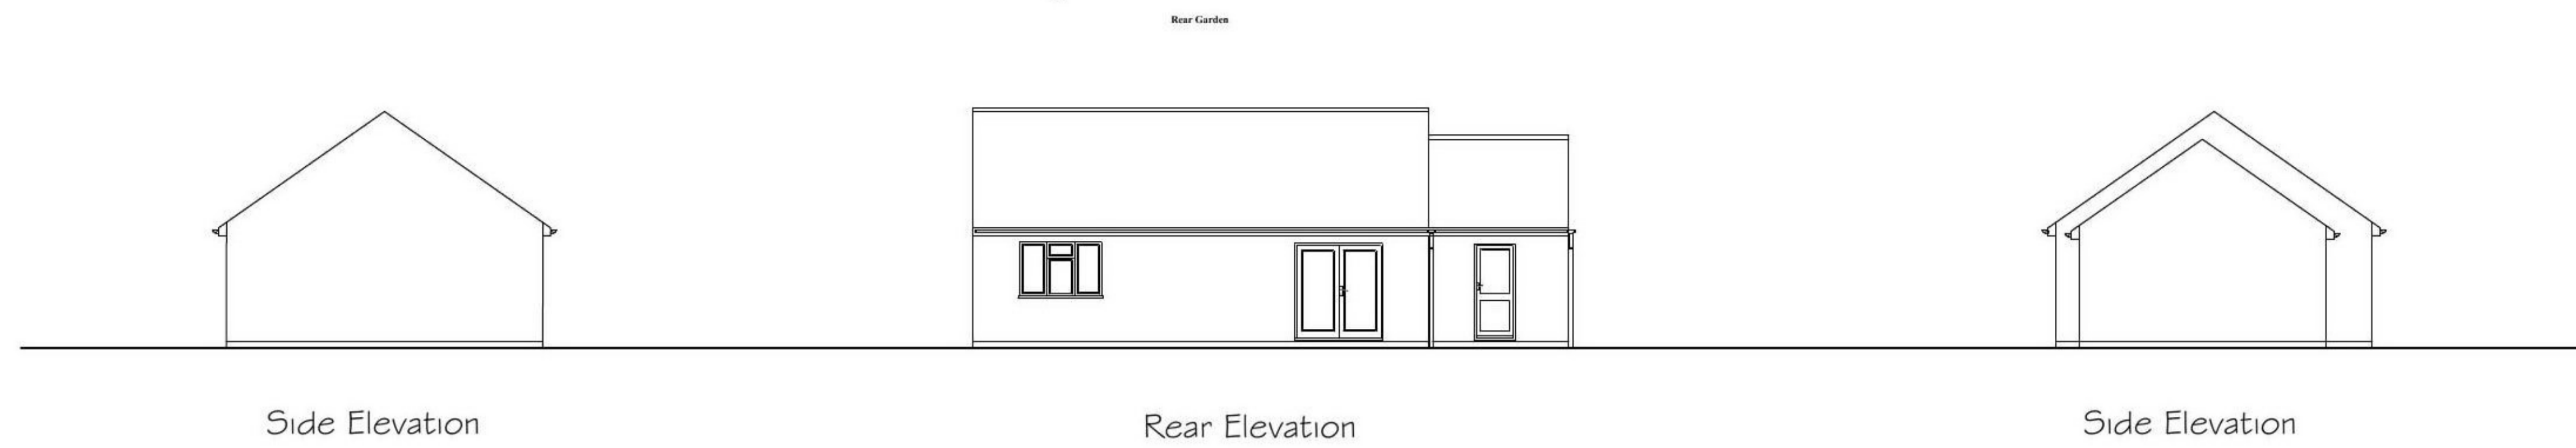 Rear Garden
Side Elevation
Rear Elevation
Side Elevation